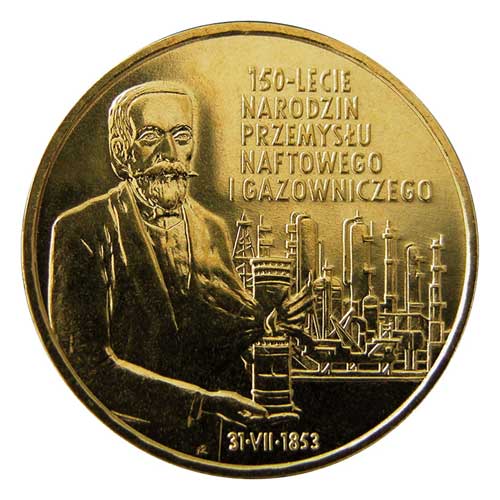 150-LECIE
NARODZIN
PRZEMYSŁU
NAFTOWEGO
I GAZOWNICZEGO
31·VII·1853